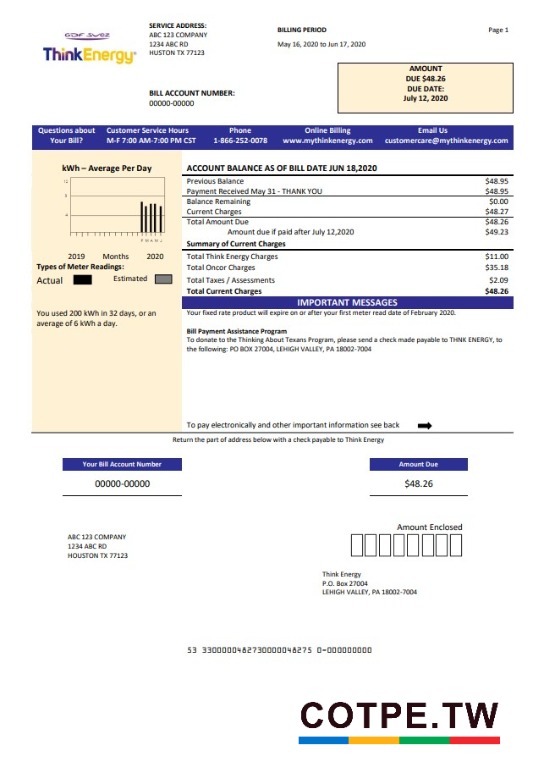 SERVICE ADDRESS:
ABC 123 COMPANY
1234 ABC RD
HUSTON TX 77123
BILLING PERIOD
May 16, 2020 to Jun 17, 2020
Page 1
GDF SUEZ
ThinkEnergy
BILL ACCOUNT NUMBER:
00000-00000
AMOUNT
DUE $48.26
DUE DATE:
July 12, 2020
Questions about Your Bill?
Customer Service Hours
M-F 7:00 AM-7:00 PM CST
Phone
1-866-252-0078
Online Billing
www.mythinkenergy.com
Email Us
customercare@mythinkenergy.com
kWh – Average Per Day
12
8
4
F M A M J
2019 Months 2020
Types of Meter Readings:
Actual Estimated
You used 200 kWh in 32 days, or an
average of 6 kWh a day.
ACCOUNT BALANCE AS OF BILL DATE JUN 18,2020
Previous Balance $48.95
Payment Received May 31 - THANK YOU $48.95
Balance Remaining $0.00
Current Charges $48.27
Total Amount Due $48.26
Amount due if paid after July 12,2020 $49.23
Summary of Current Charges
Total Think Energy Charges $11.00
Total Oncor Charges $35.18
Total Taxes / Assessments $2.09
Total Current Charges $48.26
IMPORTANT MESSAGES
Your fixed rate product will expire on or after your first meter read date of February 2020.
Bill Payment Assistance Program
To donate to the Thinking About Texans Program, please send a check made payable to THNK ENERGY, to
the following: PO BOX 27004, LEHIGH VALLEY, PA 18002-7004
To pay electronically and other important information see back
Return the part of address below with a check payable to Think Energy
Your Bill Account Number
00000-00000
Amount Due
$48.26
Amount Enclosed
ABC 123 COMPANY
1234 ABC RD
HOUSTON TX 77123
Think Energy
P.O. Box 27004
LEHIGH VALLEY, PA 18002-7004
53 3300000482730000048275 0-000000000
COTPE.TW